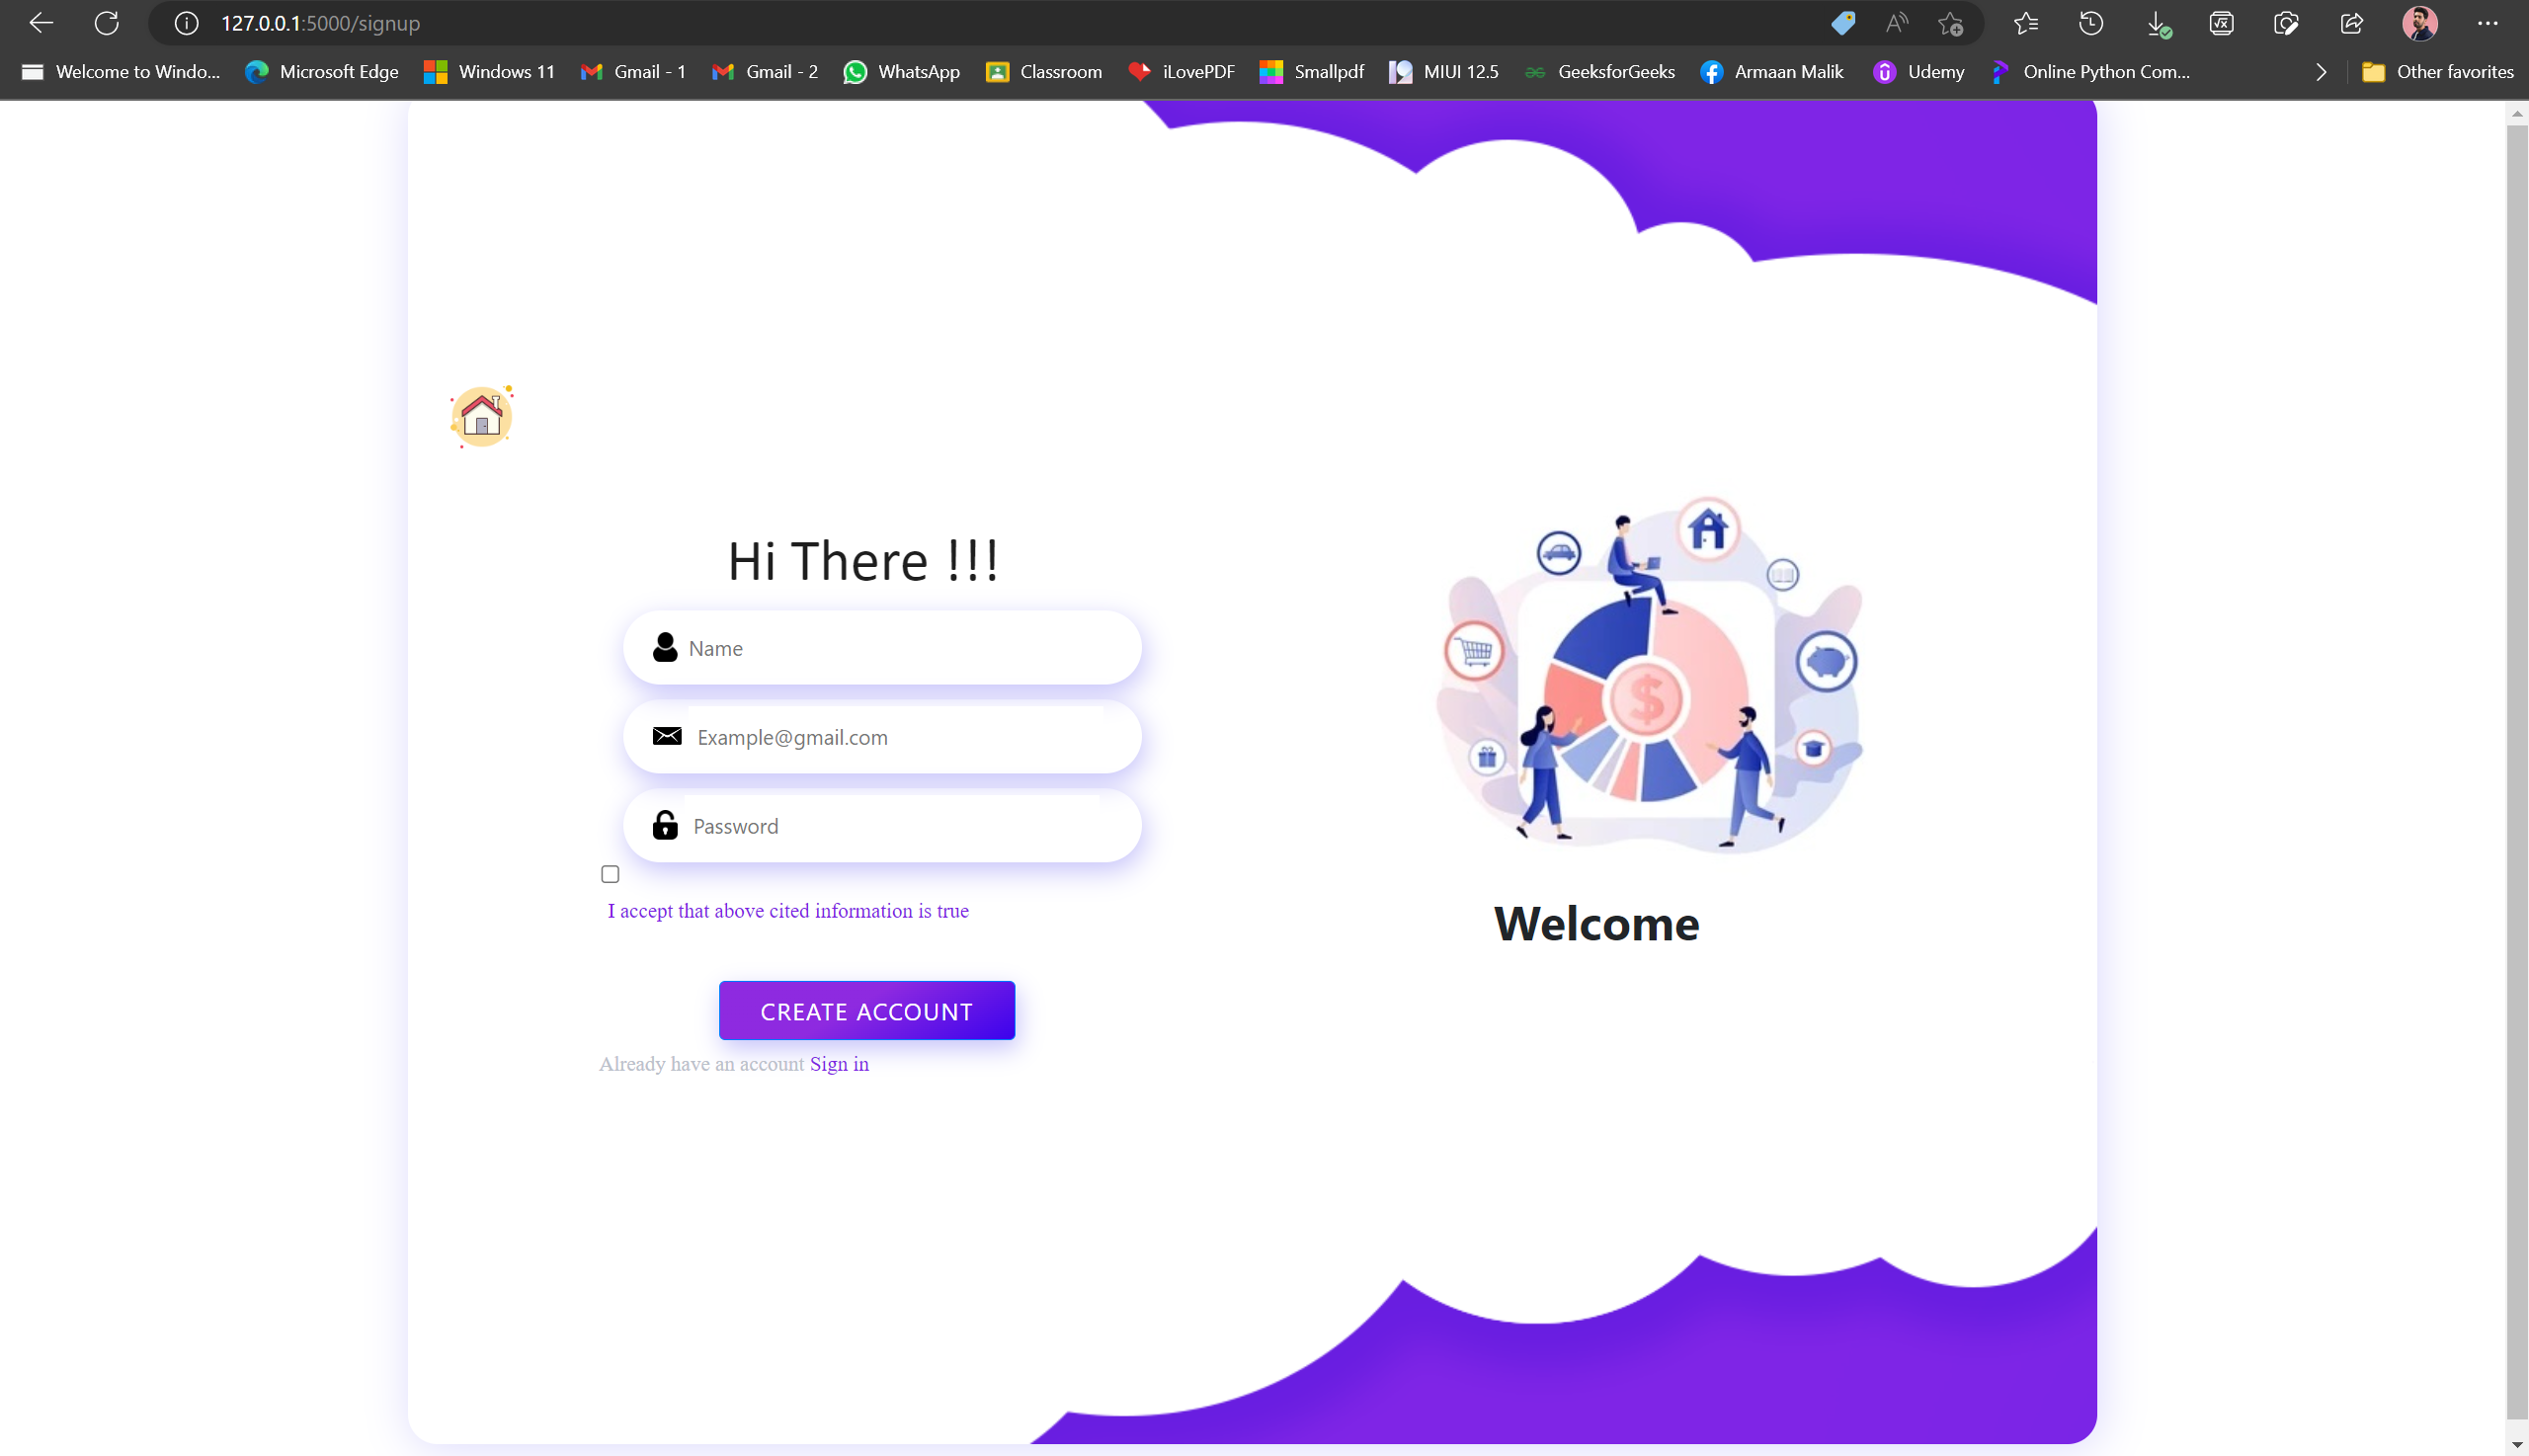 127.0.0.1:5000/signup
Welcome to Windo... Microsoft Edge Windows 11 Gmail - 1 Gmail - 2 WhatsApp Classroom iLovePDF Smallpdf MIUI 12.5 GeeksforGeeks Armaan Malik Udemy Online Python Com... Other favorites
Hi There !!!
Name
Example@gmail.com
Password
I accept that above cited information is true
CREATE ACCOUNT
Already have an account Sign in
$
Welcome